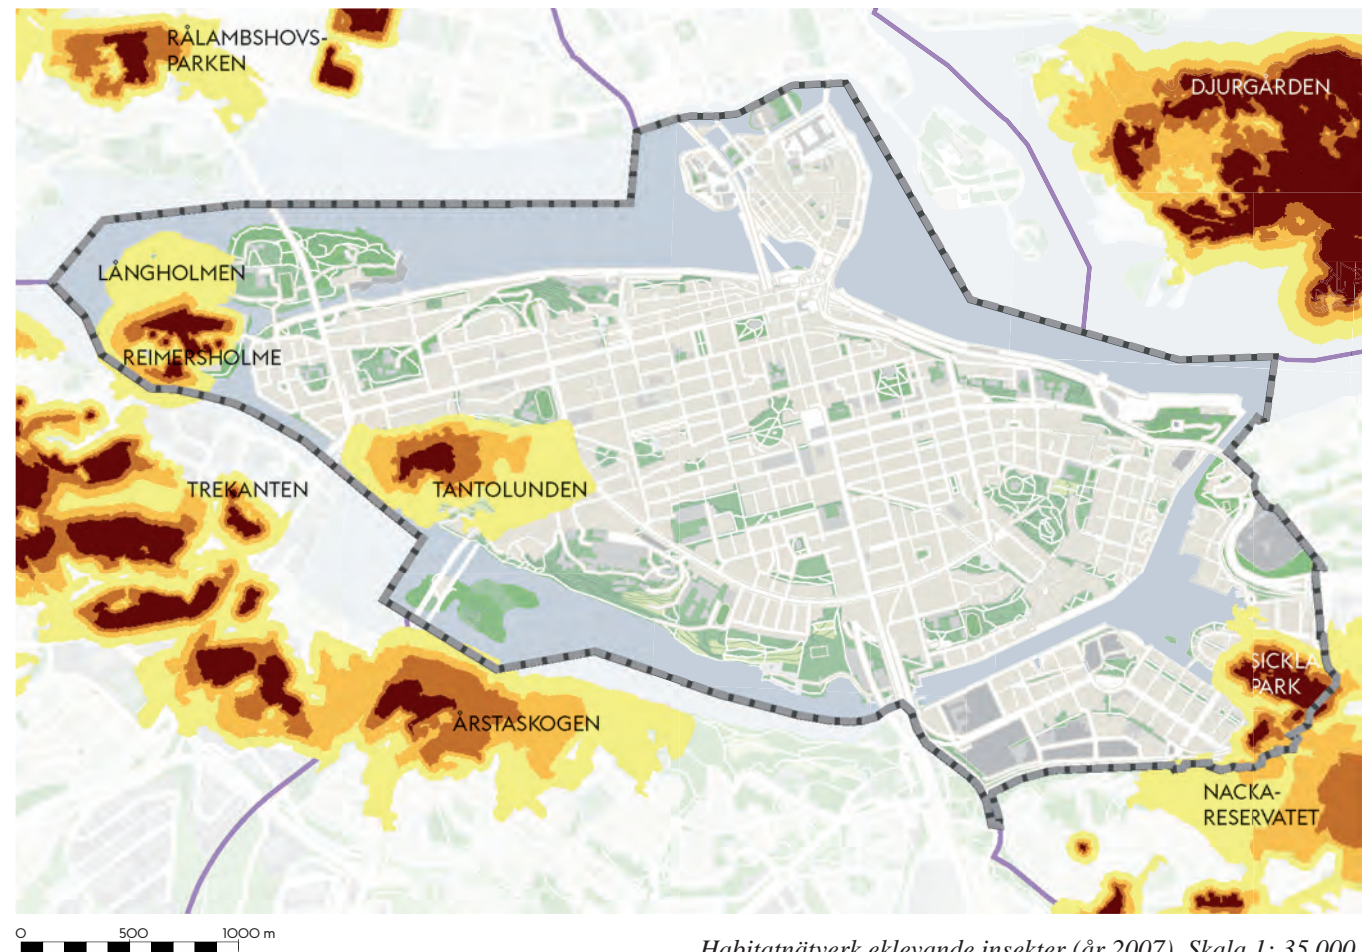 RÅLAMBSHOVS-
PARKEN
DJURGÅRDEN
LÅNGHOLMEN
REIMERSHOLME
TREKANTEN
TANTOLUNDEN
SICKLA
PARK
ÅRSTASKOGEN
NACKA-
RESERVATET
0 500 1000 m
Habitatnätverk eklevande insekter (år 2007). Skala 1: 35 000